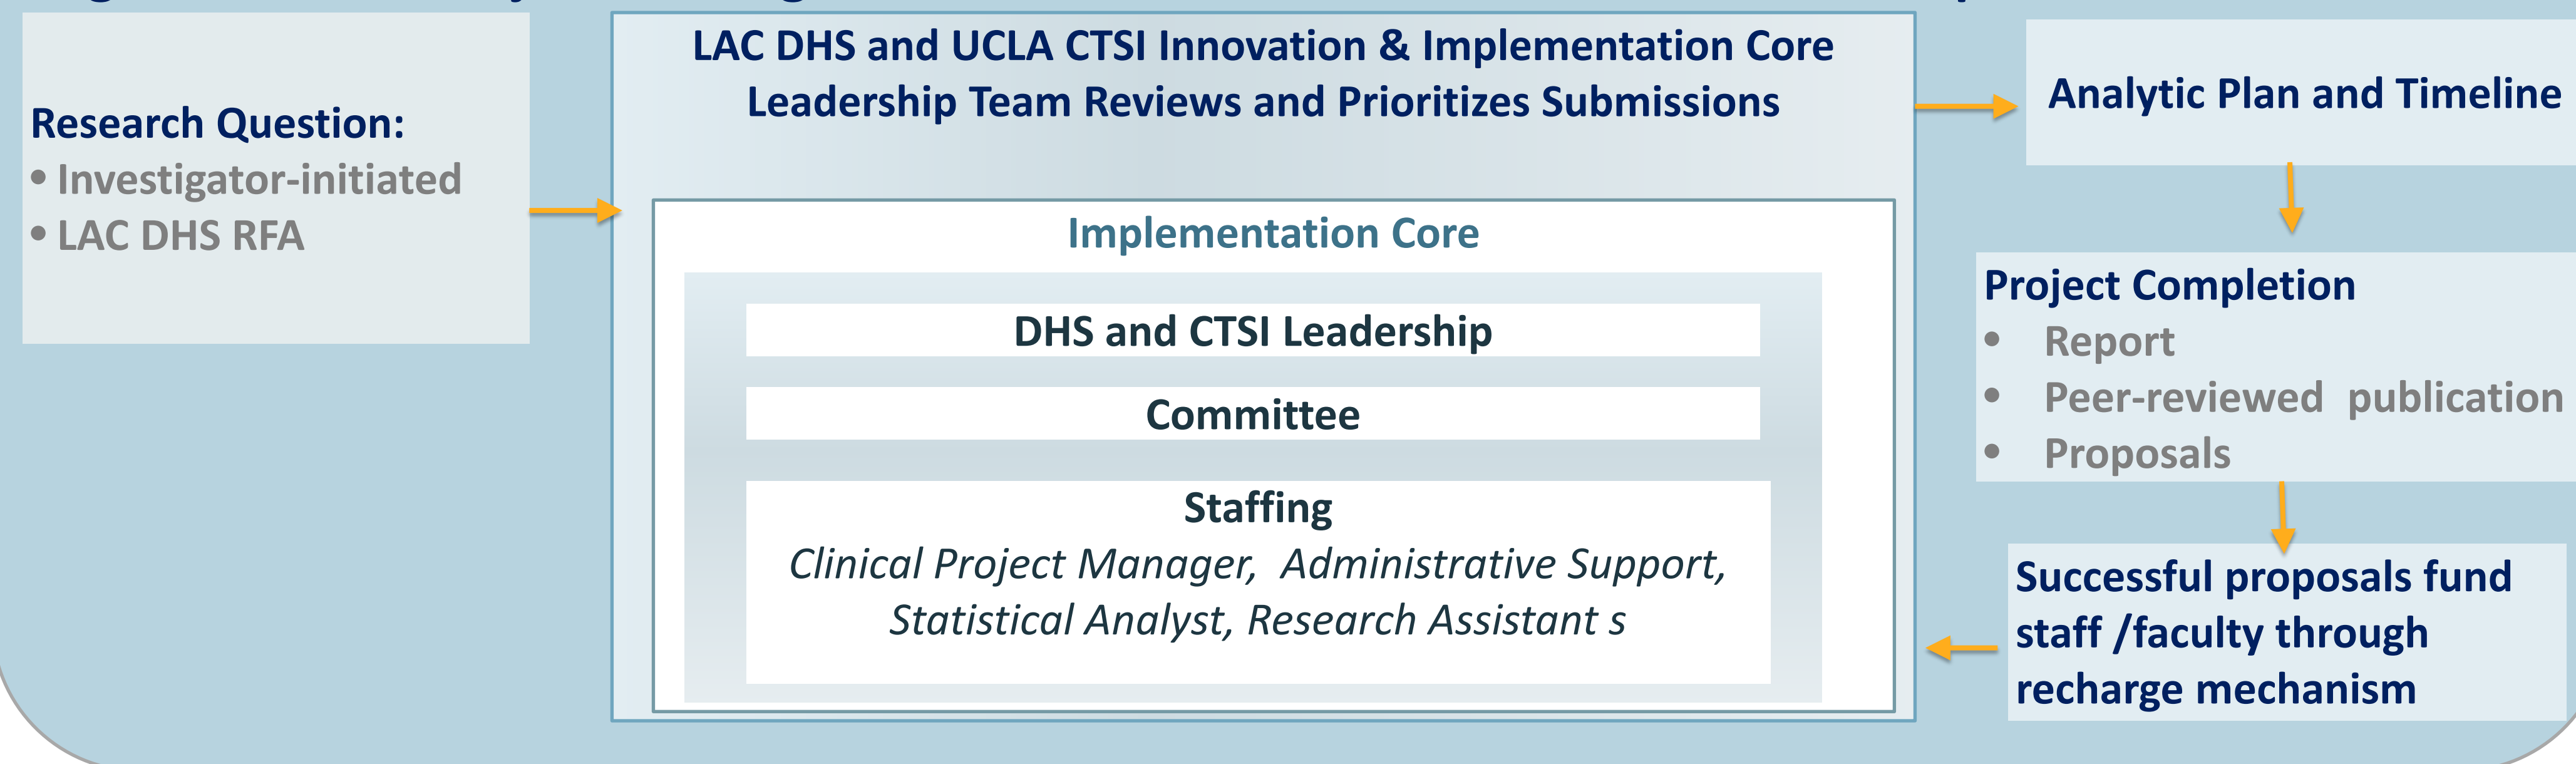 Research Question:
• Investigator-initiated
• LAC DHS RFA
LAC DHS and UCLA CTSI Innovation & Implementation Core
Leadership Team Reviews and Prioritizes Submissions
Implementation Core
DHS and CTSI Leadership
Committee
Staffing
Clinical Project Manager,  Administrative Support,
Statistical Analyst, Research Assistant s
Analytic Plan and Timeline
Project Completion
• Report
• Peer-reviewed  publication
• Proposals
Successful proposals fund
staff /faculty through
recharge mechanism